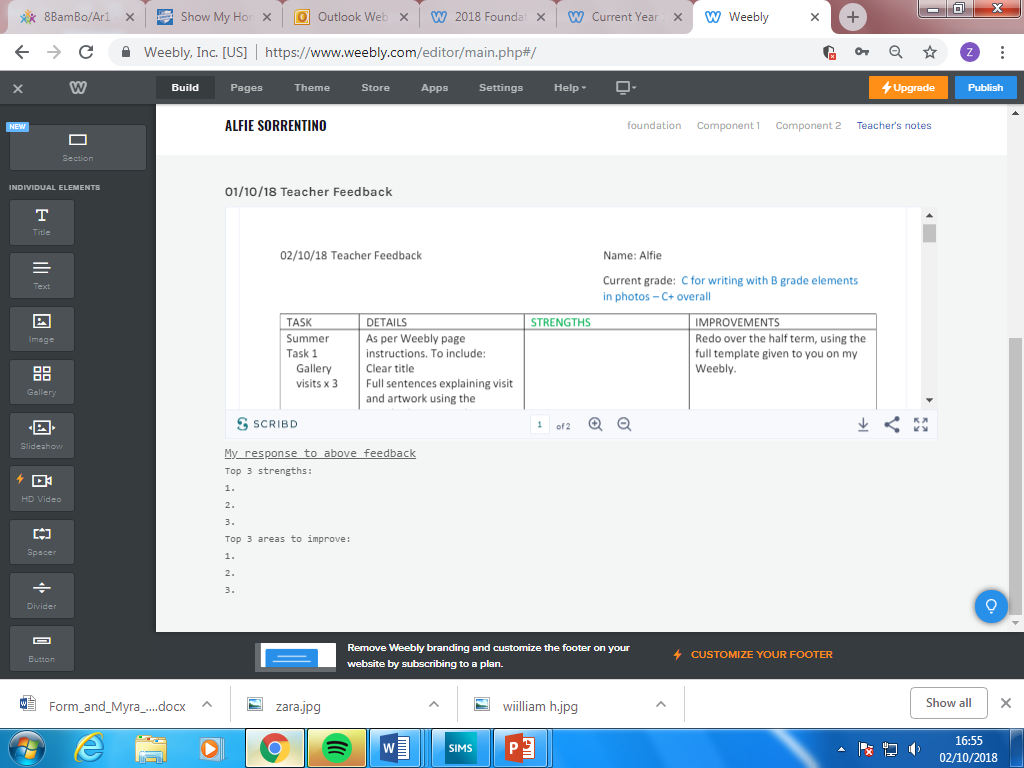 8BamBo/Ar1
Show My Hor
Outlook Web
2018 Foundat
Current Year
Weebly
Weebly, Inc. [US] | https://www.weebly.com/editor/main.php#/
Z
Build Pages Theme Store Apps Settings Help Upgrade Publish
NEW
Section
INDIVIDUAL ELEMENTS
Title
Text
Image
Gallery
Slideshow
HD Video
Spacer
Divider
Button
ALFIE SORRENTINO
foundation Component 1 Component 2 Teacher's notes
01/10/18 Teacher Feedback
02/10/18 Teacher Feedback
Name: Alfie
Current grade: C for writing with B grade elements
in photos – C+ overall
TASK DETAILS STRENGTHS IMPROVEMENTS
Summer
Task 1
Gallery
visits x 3
As per Weebly page
instructions. To include:
Clear title
Full sentences explaining visit
and artwork using the
Redo over the half term, using the
full template given to you on my
Weebly.
SCRIBD
1 of 2
My response to above feedback
Top 3 strengths:
1.
2.
3.
Top 3 areas to improve:
1.
2.
3.
Remove Weebly branding and customize the footer on your
website by subscribing to a plan.
CUSTOMIZE YOUR FOOTER
Form_and_Myra_....docx
zara.jpg
wiilliam h.jpg
Show all
SIMS
16:55
02/10/2018